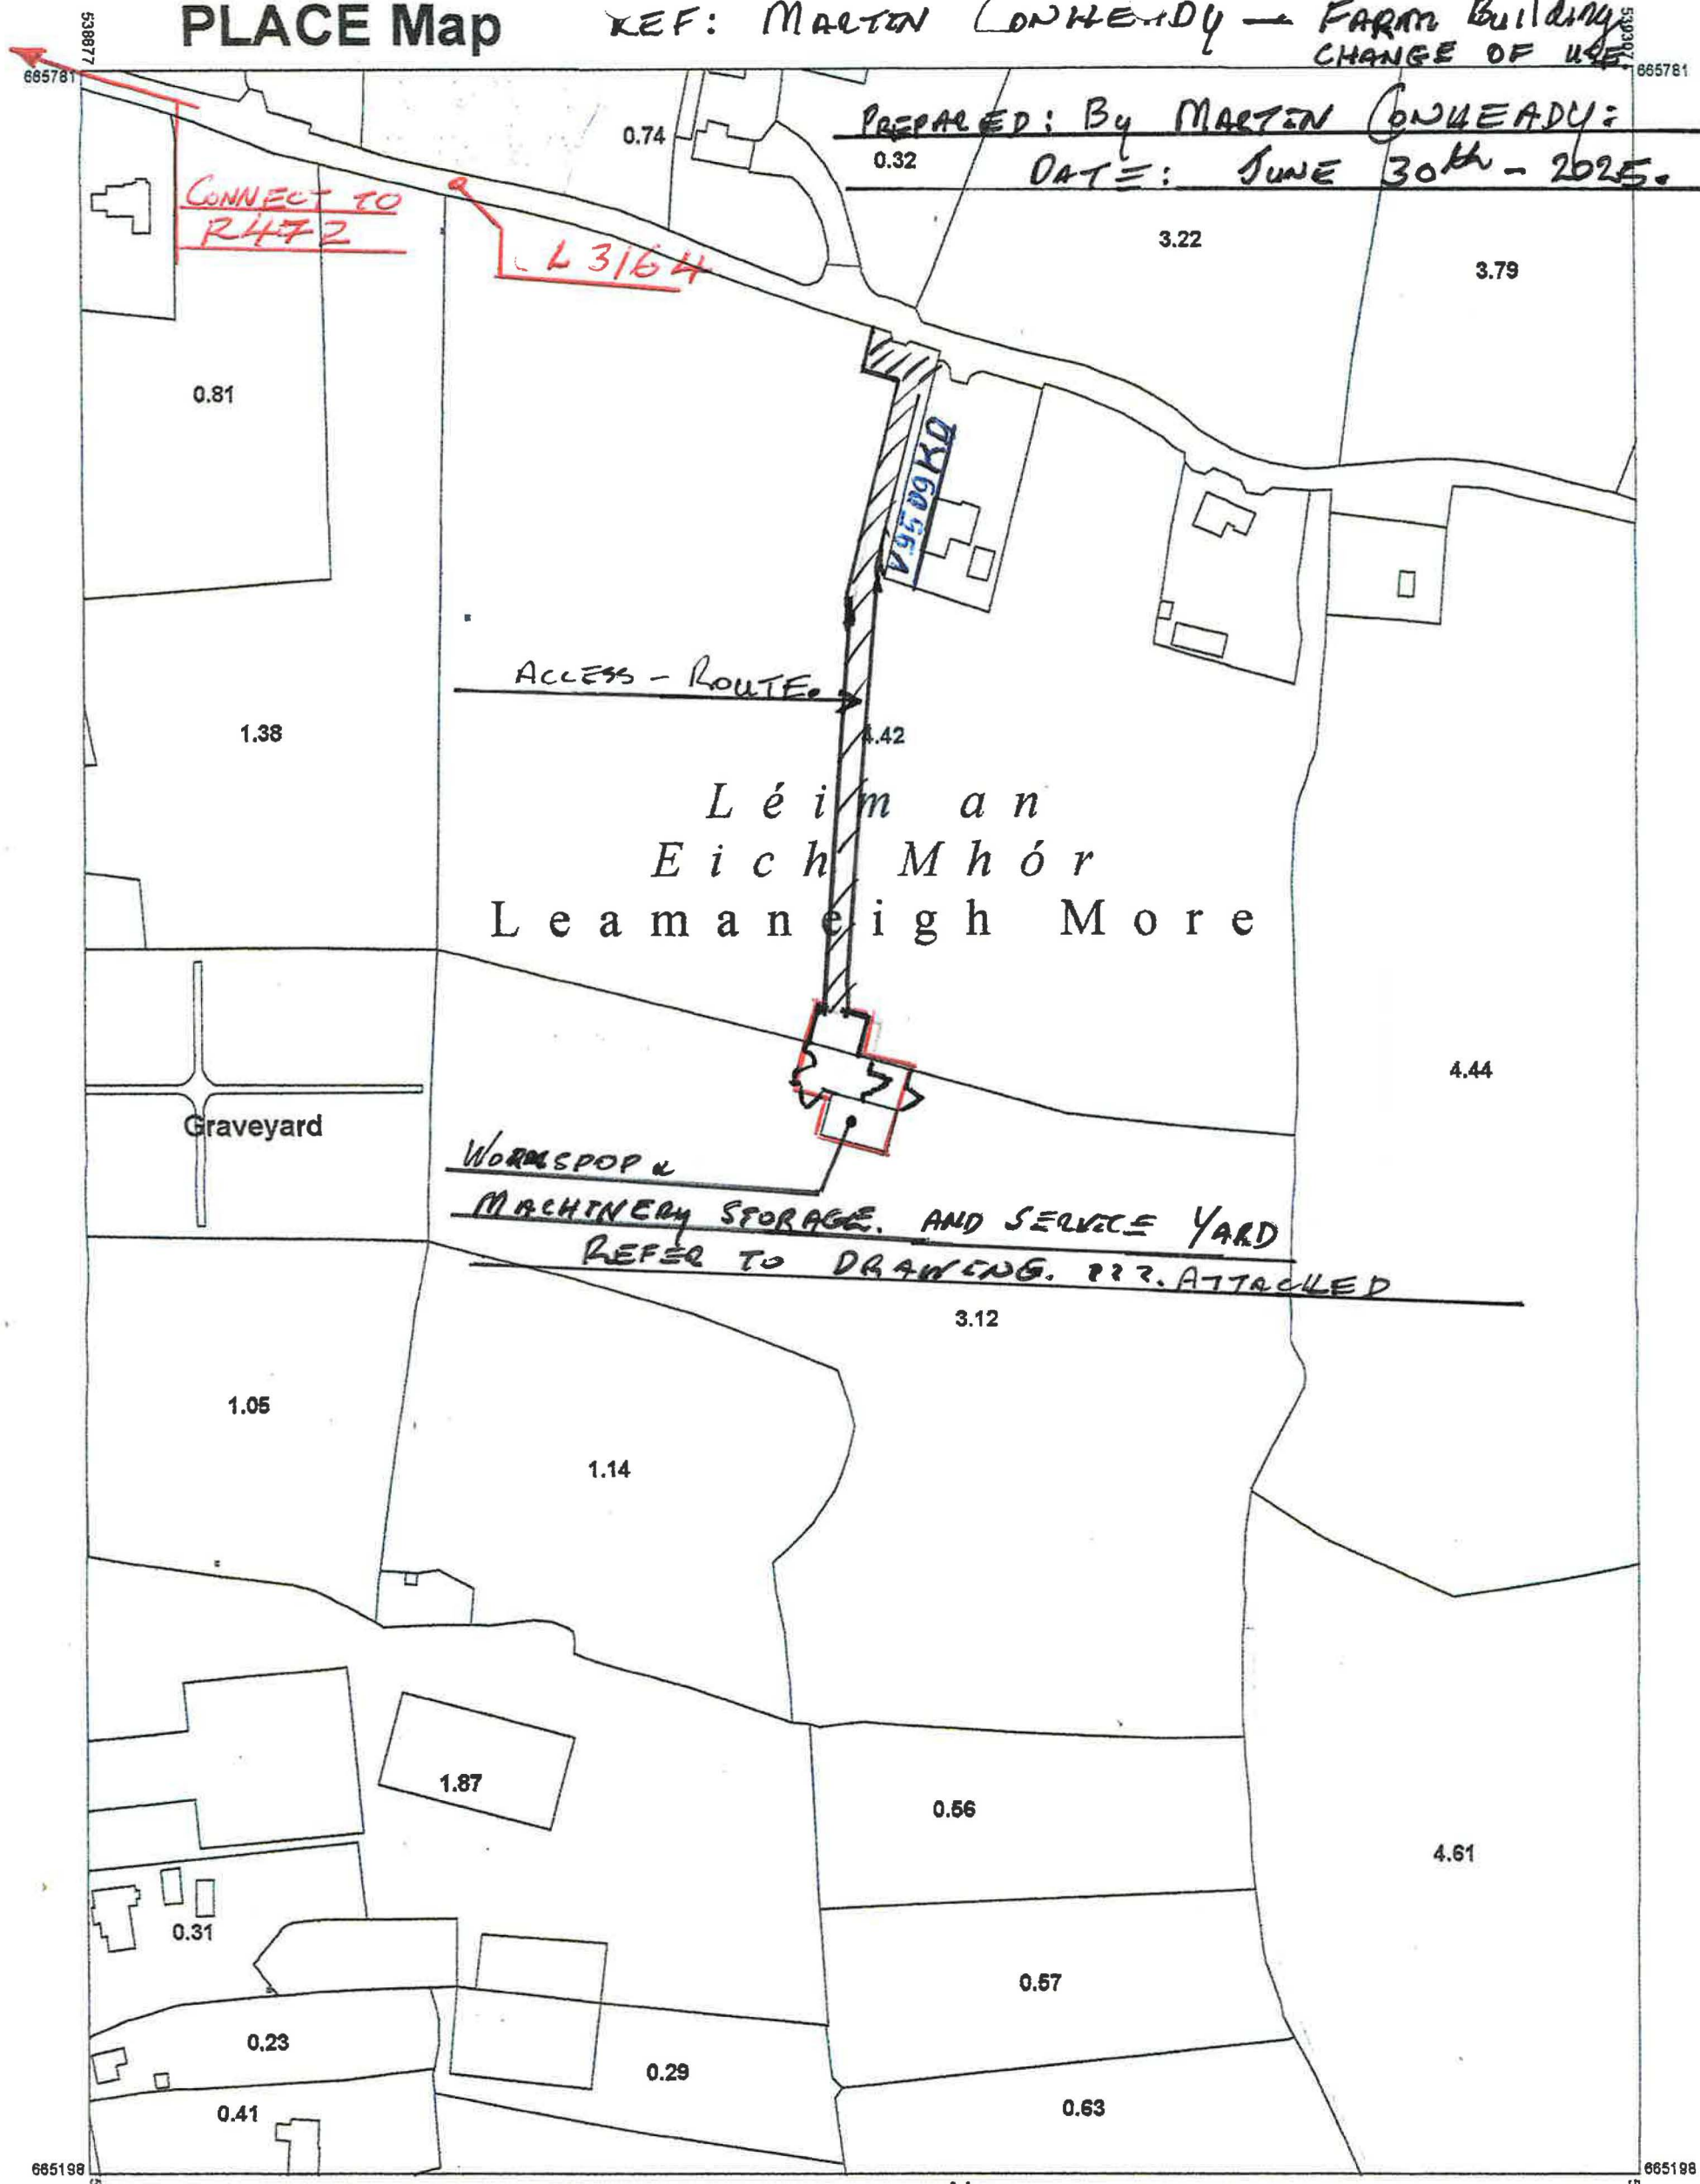 PLACE Map
REF: MARTIN CONHEADY — FARM Building
CHANGE OF USE.
538877
539307
665781
665781
PREPARED: By MARTIN CONHEADY:
DATE: JUNE 30th - 2025.
0.74
0.32
CONNECT TO
R472
L3164
3.22
3.79
0.81
V9509KD
ACCESS - ROUTE.
1.38
4.42
Léim an
Eich Mhór
Leamaneigh More
4.44
Graveyard
WORKSPOP &
MACHINERY STORAGE. AND SERVICE YARD
REFER TO DRAWING. ATTACHED
3.12
1.05
1.14
1.87
0.56
4.61
0.31
0.57
0.23
0.29
0.41
0.63
665198
665198